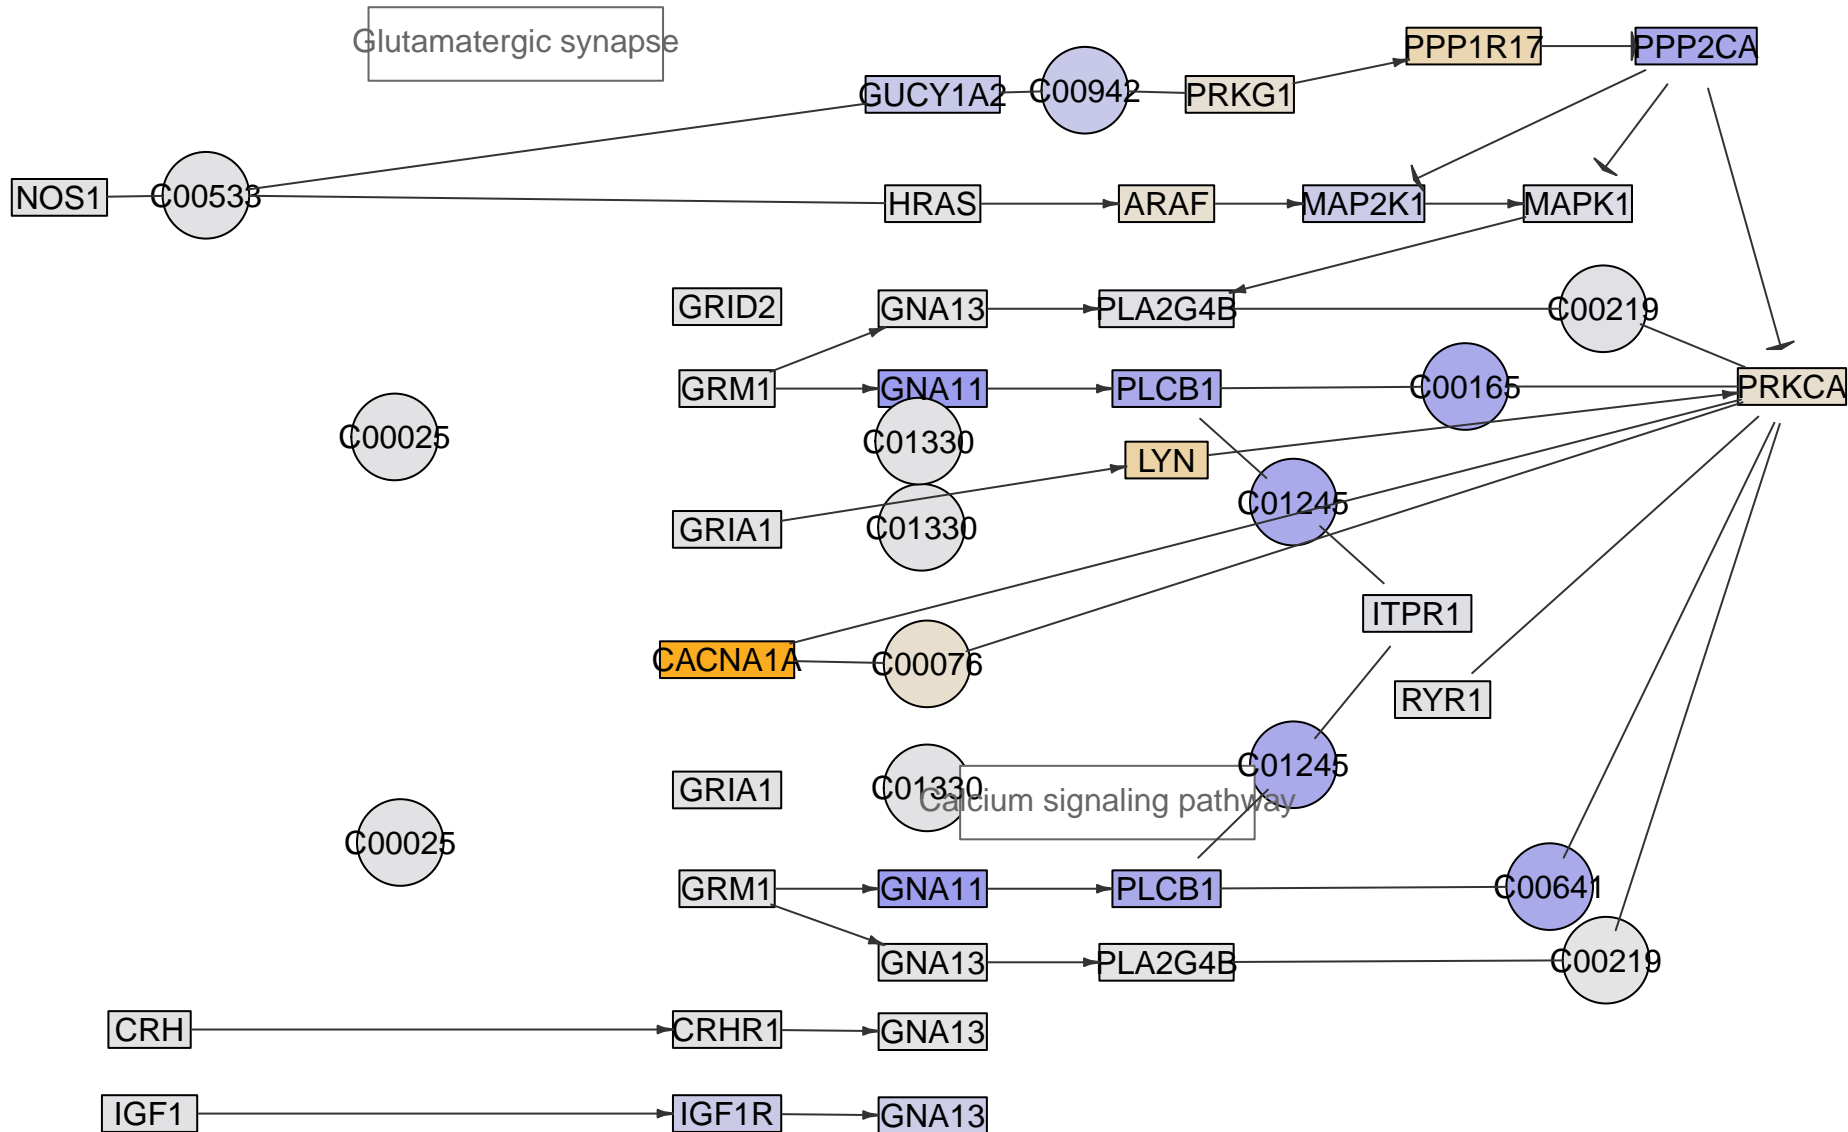 Glutamatergic synapse
PPP1R17
PPP2CA
GUCY1A2
C00942
PRKG1
NOS1
C00533
HRAS
ARAF
MAP2K1
MAPK1
GRID2
GNA13
PLA2G4B
C00219
GRM1
GNA11
PLCB1
C00165
PRKCA
C00025
C01330
LYN
C01245
GRIA1
C01330
ITPR1
CACNA1A
C00076
RYR1
C01245
GRIA1
C01330
Calcium signaling pathway
C00025
GRM1
GNA11
PLCB1
C00641
GNA13
PLA2G4B
C00219
CRH
CRHR1
GNA13
IGF1
IGF1R
GNA13